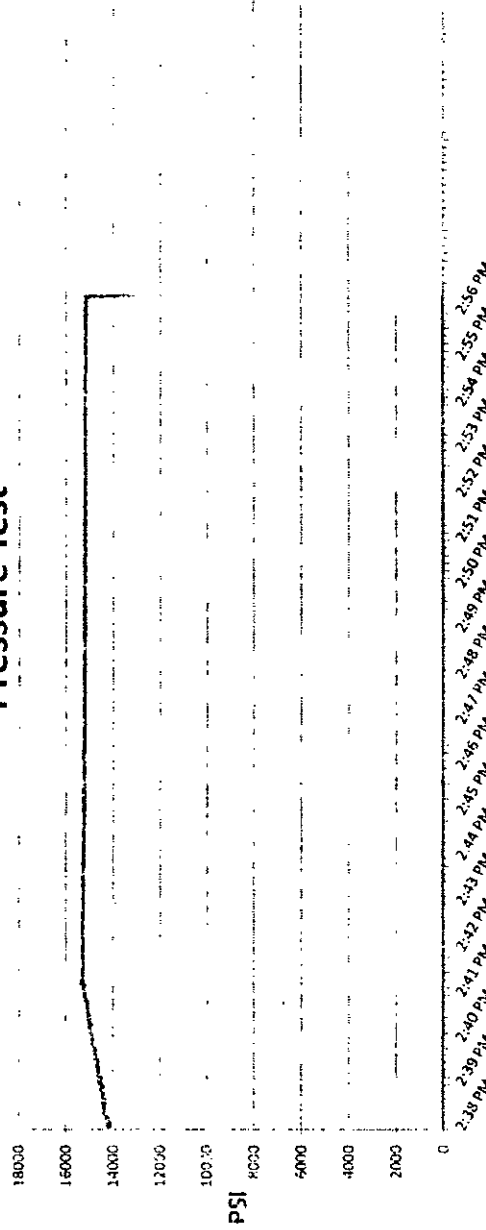 Pressure Test
18000
16000
14000
12000
10000
8000
6000
4000
2000
0
PSI
2:38 PM
2:39 PM
2:40 PM
2:41 PM
2:42 PM
2:43 PM
2:44 PM
2:45 PM
2:46 PM
2:47 PM
2:48 PM
2:49 PM
2:50 PM
2:51 PM
2:52 PM
2:53 PM
2:54 PM
2:55 PM
2:56 PM